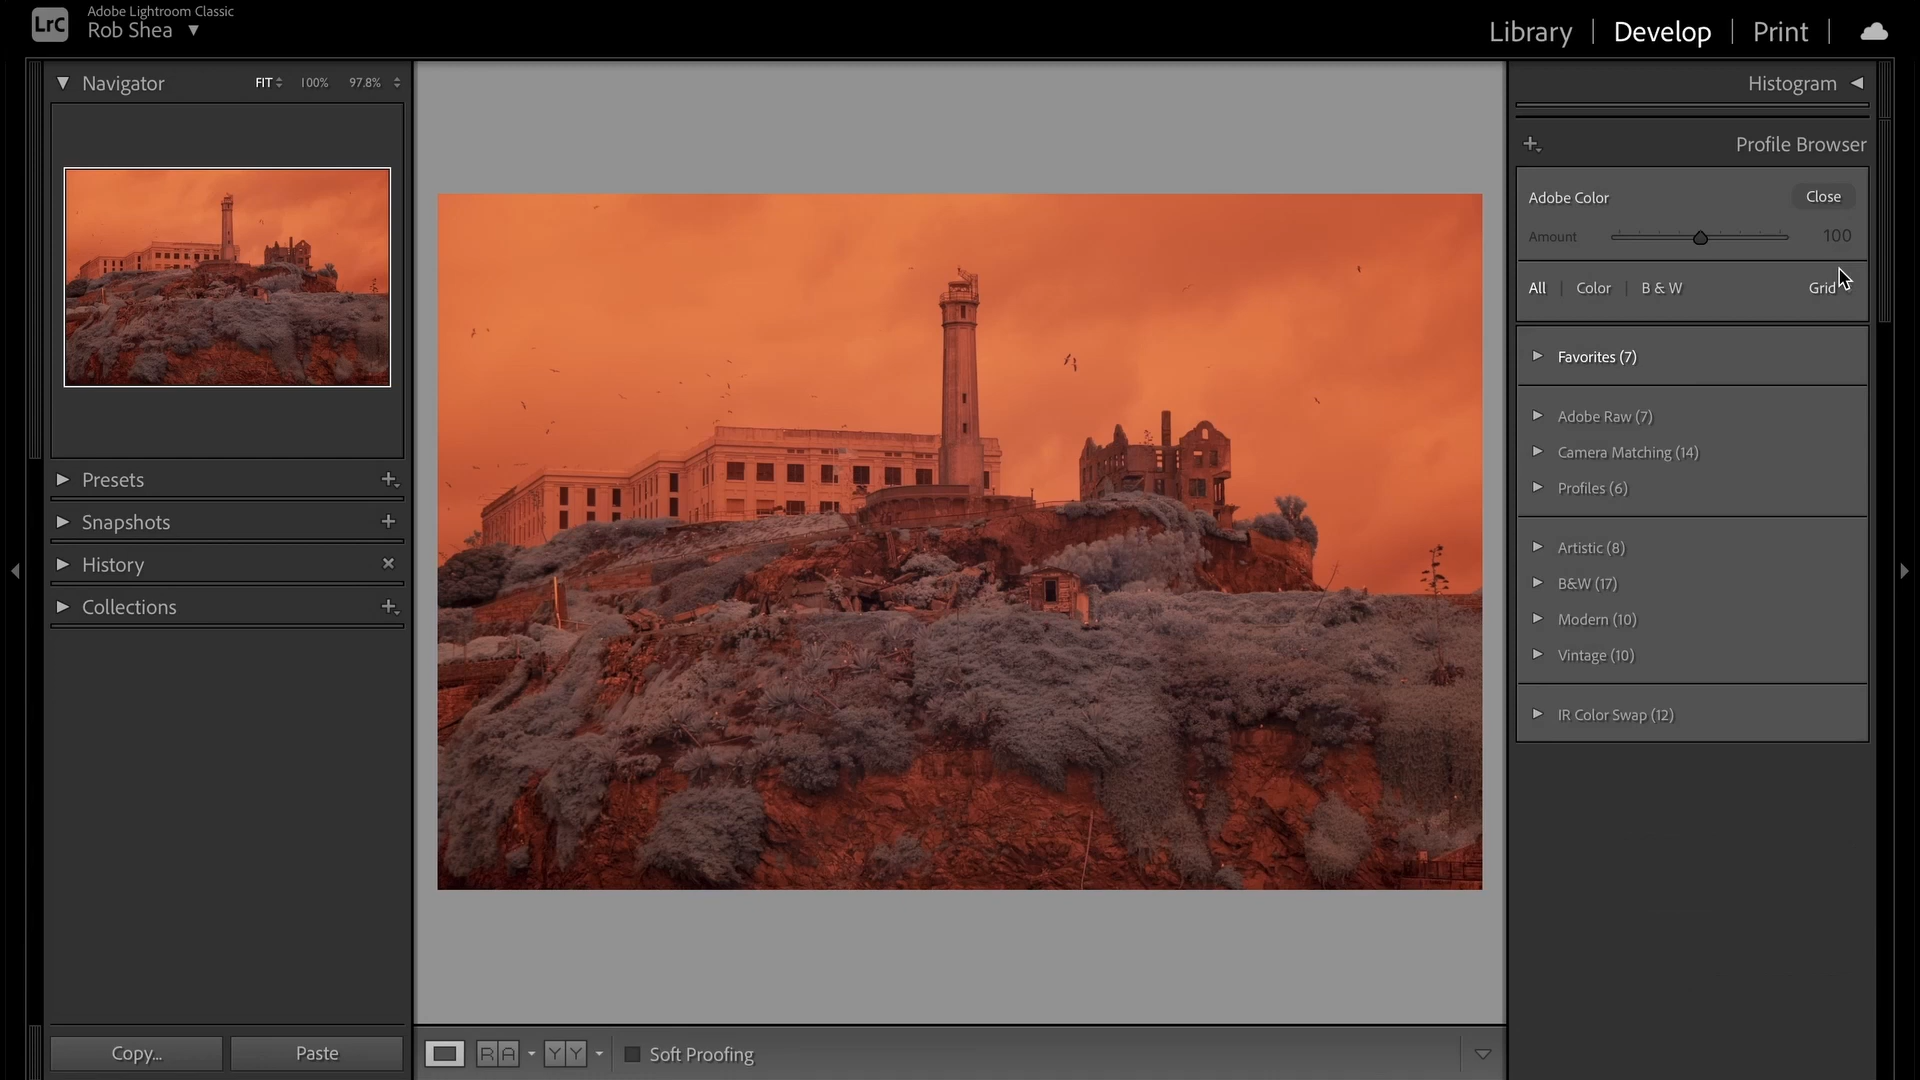 LrC
Adobe Lightroom Classic
Rob Shea
Library
Develop
Print
Navigator
FIT
100%
97.8%
Presets
Snapshots
History
Collections
Copy...
Paste
RA
YY
Soft Proofing
Histogram
Profile Browser
Adobe Color
Close
Amount
100
All
Color
B & W
Grid
Favorites (7)
Adobe Raw (7)
Camera Matching (14)
Profiles (6)
Artistic (8)
B&W (17)
Modern (10)
Vintage (10)
IR Color Swap (12)